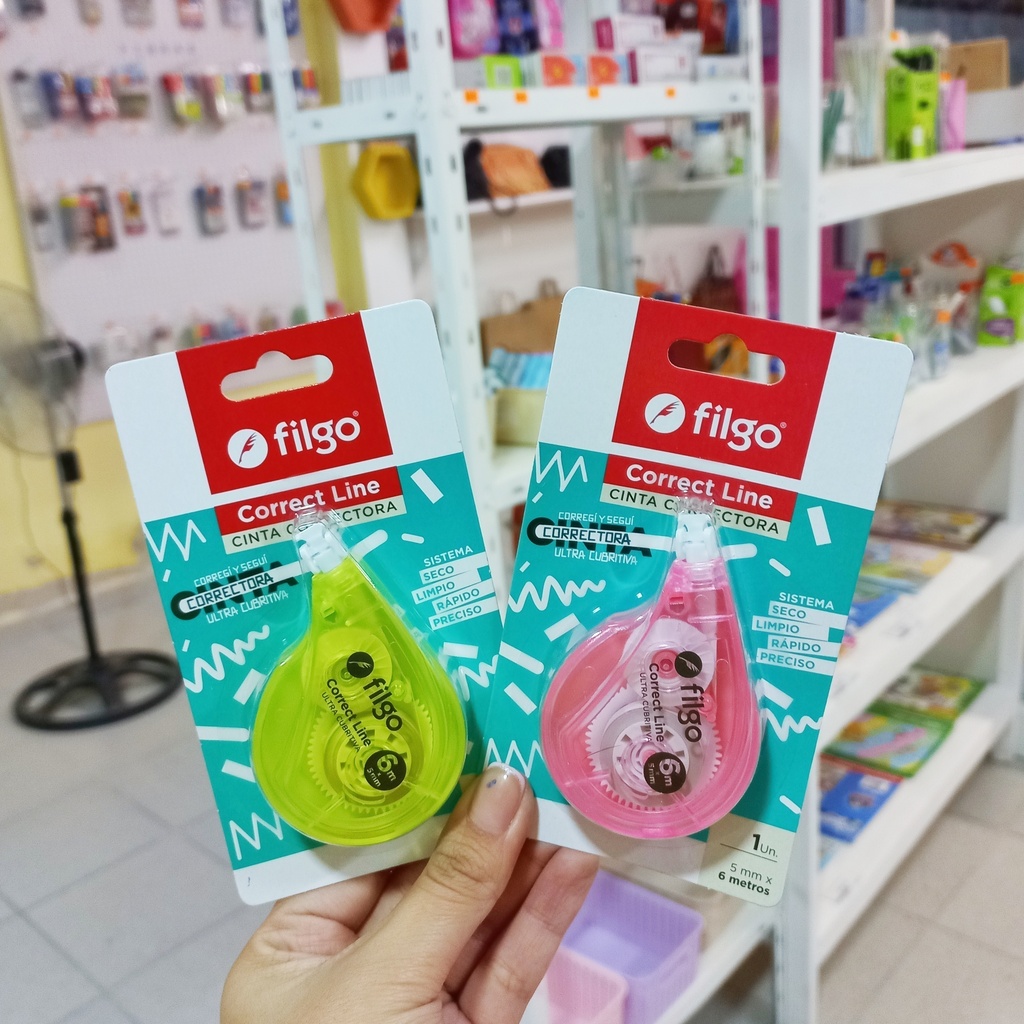 filgo®
Correct Line
CINTA CORRECTORA
CORREGÍ Y SEGUÍ
CINTA
CORRECTORA
ULTRA CUBRITIVA
SISTEMA
SECO
LIMPIO
RÁPIDO
PRECISO
filgo
Correct Line
ULTRA CUBRITIVA
6m
5mm x
filgo®
Correct Line
CINTA CORRECTORA
CORREGÍ Y SEGUÍ
CINTA
CORRECTORA
ULTRA CUBRITIVA
SISTEMA
SECO
LIMPIO
RÁPIDO
PRECISO
filgo
Correct Line
ULTRA CUBRITIVA
6m
5mm x
1 Un.
5 mm x
6 metros